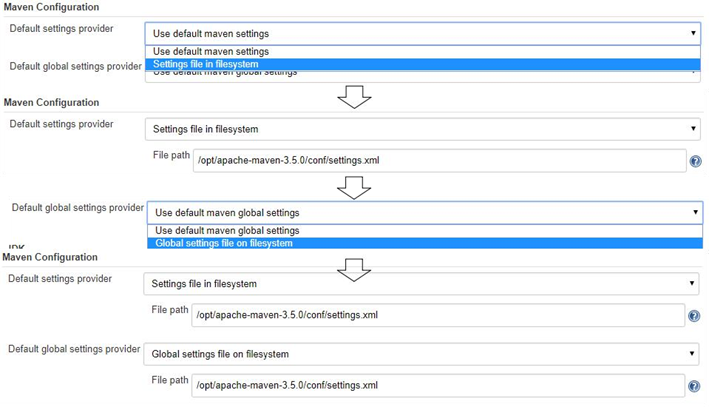 Maven Configuration
Default settings provider
Use default maven settings
Use default maven settings
Settings file in filesystem
Default global settings provider
Use default maven global settings
Maven Configuration
Default settings provider
Settings file in filesystem
File path
/opt/apache-maven-3.5.0/conf/settings.xml
Default global settings provider
Use default maven global settings
Use default maven global settings
Global settings file on filesystem
JDK
Maven Configuration
Default settings provider
Settings file in filesystem
File path
/opt/apache-maven-3.5.0/conf/settings.xml
Default global settings provider
Global settings file on filesystem
File path
/opt/apache-maven-3.5.0/conf/settings.xml